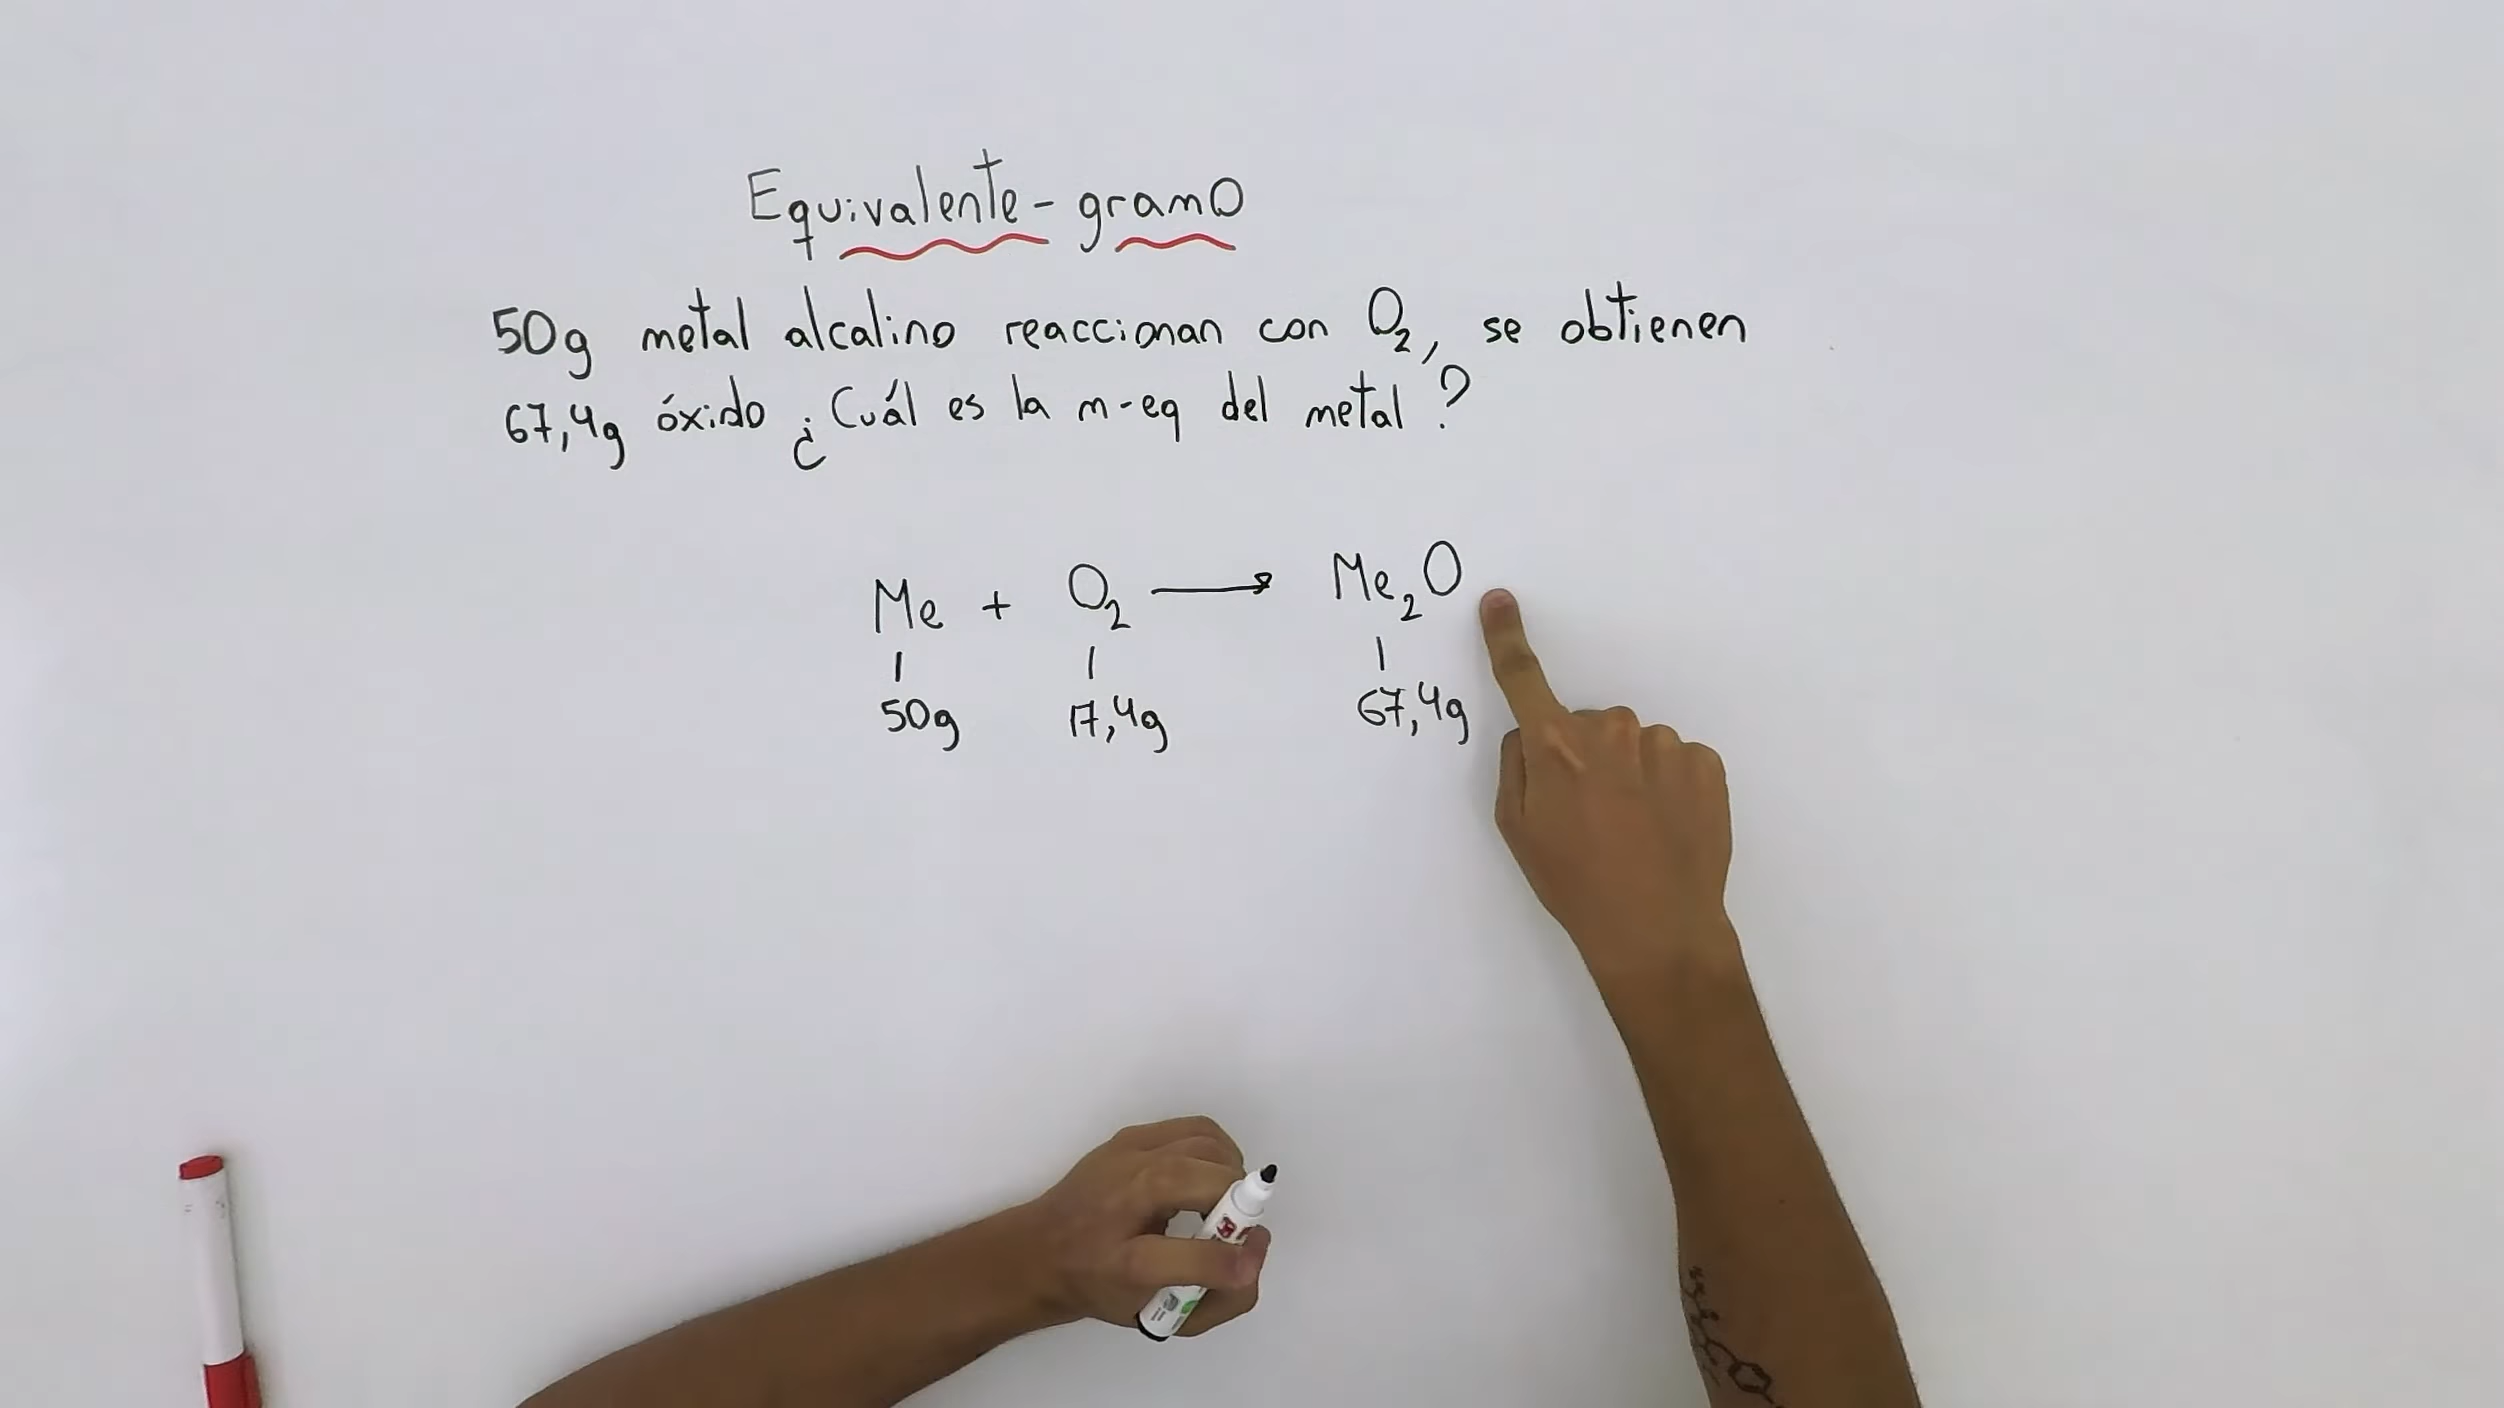 Equivalente-gramo
50g metal alcalino reaccionan con O₂, se obtienen
67,4g óxido ¿Cuál es la m-eq del metal?
Me + O₂ → Me₂O
50g 17,4g 67,4g